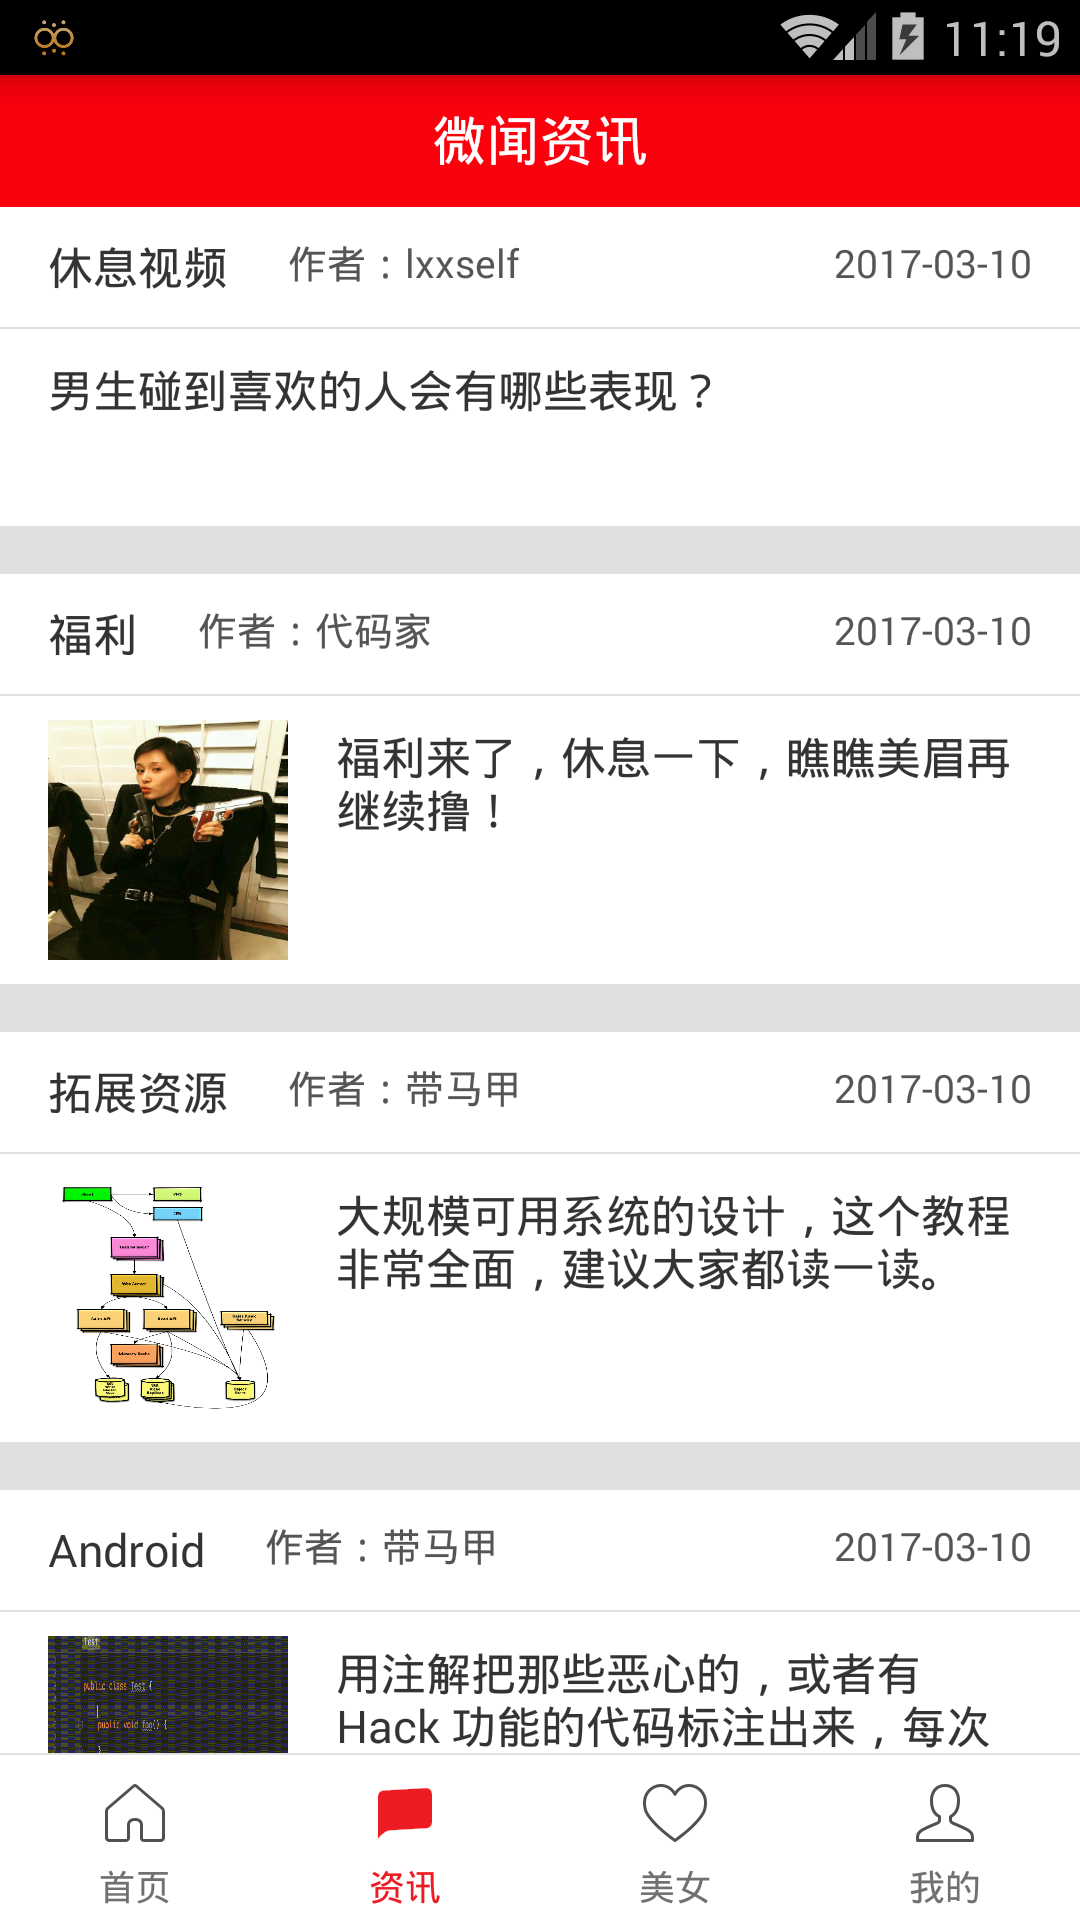 11:19
微闻资讯
休息视频 作者：lxxself 2017-03-10
男生碰到喜欢的人会有哪些表现？
福利 作者：代码家 2017-03-10
福利来了，休息一下，瞧瞧美眉再
继续撸！
拓展资源 作者：带马甲 2017-03-10
大规模可用系统的设计，这个教程
非常全面，建议大家都读一读。
Android 作者：带马甲 2017-03-10
Test
public class Test {
public void foo() {
}
用注解把那些恶心的，或者有
Hack 功能的代码标注出来，每次
首页 资讯 美女 我的